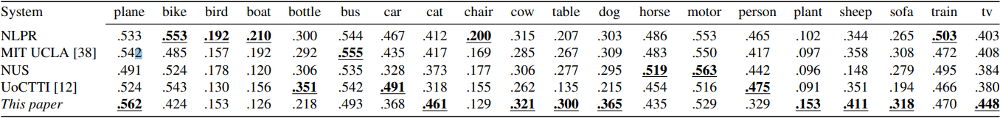 System plane bike bird boat bottle bus car cat chair cow table dog horse motor person plant sheep sofa train tv
NLPR .533 .553 .192 .210 .300 .544 .467 .412 .200 .315 .207 .303 .486 .553 .465 .102 .344 .265 .503 .403
MIT UCLA [38] .542 .485 .157 .192 .292 .555 .435 .417 .169 .285 .267 .309 .483 .550 .417 .097 .358 .308 .472 .408
NUS .491 .524 .178 .120 .306 .535 .328 .373 .177 .306 .277 .295 .519 .563 .442 .096 .148 .279 .495 .384
UoCTTI [12] .524 .543 .130 .156 .351 .542 .491 .318 .155 .262 .135 .215 .454 .516 .475 .091 .351 .194 .466 .380
This paper .562 .424 .153 .126 .218 .493 .368 .461 .129 .321 .300 .365 .435 .529 .329 .153 .411 .318 .470 .448